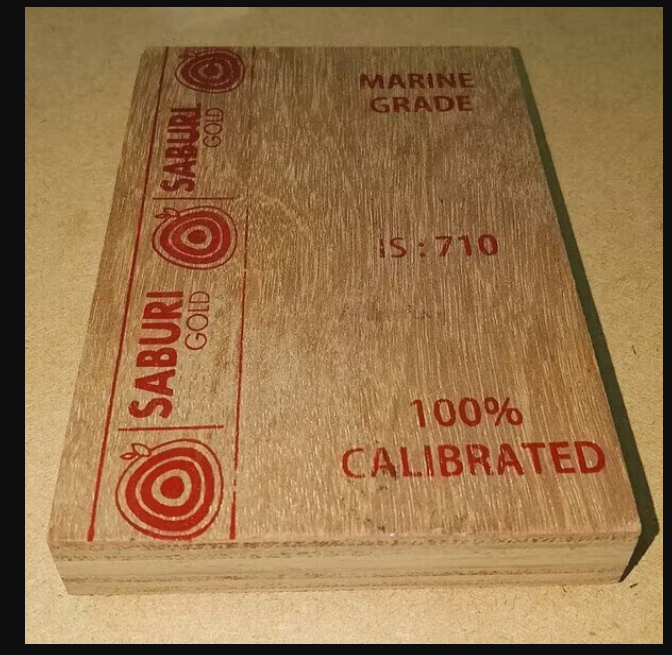 SABURI
GOLD
SABURI
GOLD
MARINE
GRADE
IS : 710
100%
CALIBRATED